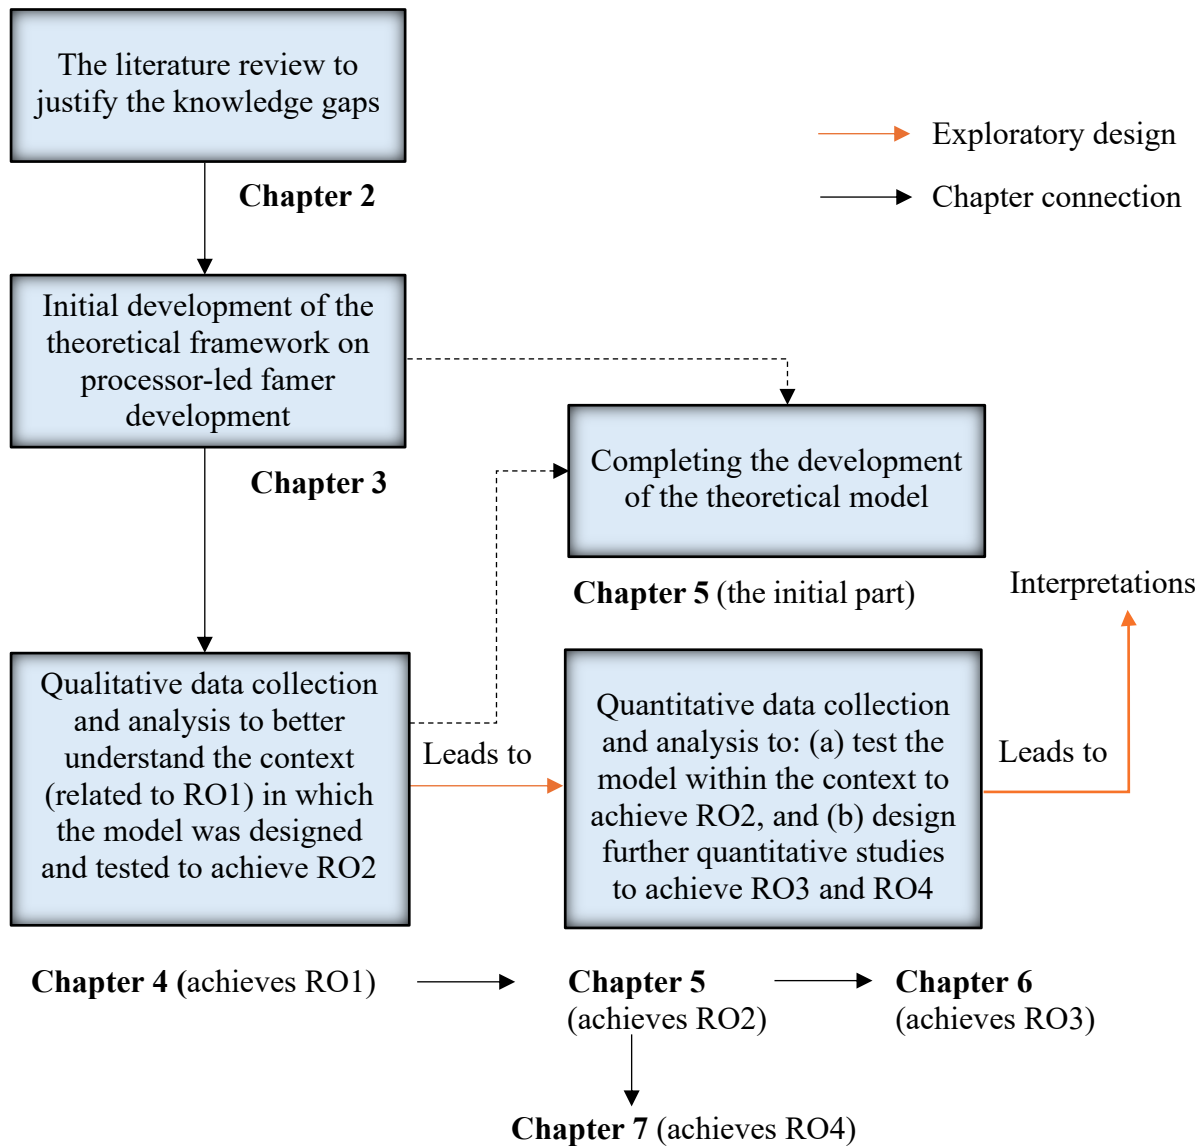 The literature review to
justify the knowledge gaps
Exploratory design
Chapter connection
Chapter 2
Initial development of the
theoretical framework on
processor-led famer
development
Chapter 3
Completing the development
of the theoretical model
Chapter 5 (the initial part)
Interpretations
Qualitative data collection
and analysis to better
understand the context
(related to RO1) in which
the model was designed
and tested to achieve RO2
Leads to
Quantitative data collection
and analysis to: (a) test the
model within the context to
achieve RO2, and (b) design
further quantitative studies
to achieve RO3 and RO4
Leads to
Chapter 4 (achieves RO1)
Chapter 5
(achieves RO2)
Chapter 6
(achieves RO3)
Chapter 7 (achieves RO4)